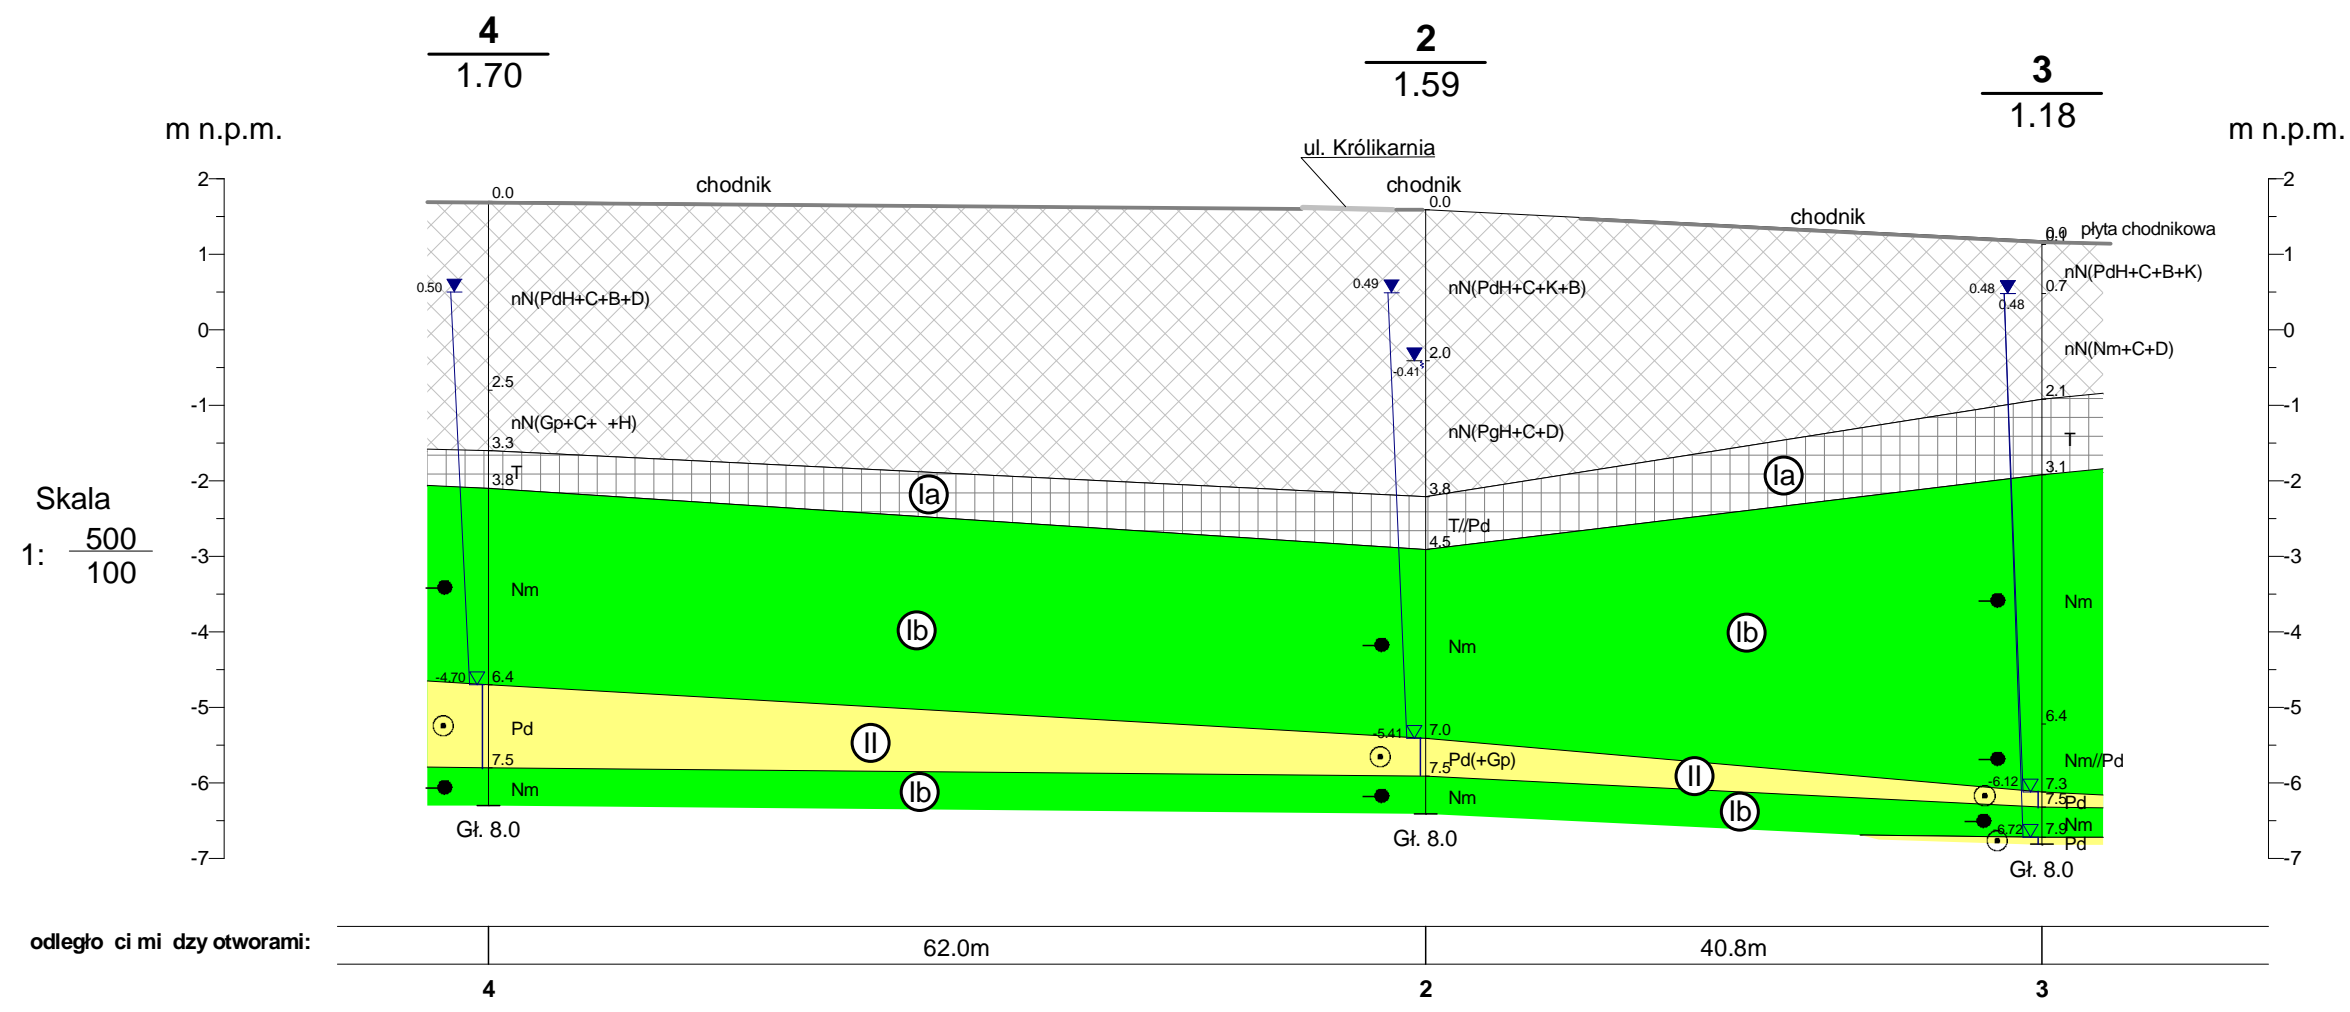 4
1.70
2
1.59
3
1.18
m n.p.m.
m n.p.m.
ul. Królikarnia
chodnik
chodnik
chodnik
płyta chodnikowa
2
1
0
-1
-2
-3
-4
-5
-6
-7
Skala
1: 500
100
0.0
0.50
nN(PdH+C+B+D)
2.5
nN(Gp+C+ +H)
3.3
T
3.8
Nm
-4.70
6.4
Pd
7.5
Nm
Gł. 8.0
Ia
Ib
II
Ib
0.0
0.49
nN(PdH+C+K+B)
2.0
-0.41
nN(PgH+C+D)
3.8
T//Pd
4.5
Nm
-5.41
7.0
Pd(+Gp)
7.5
Nm
Gł. 8.0
Ia
Ib
II
Ib
0.0
0.1
nN(PdH+C+B+K)
0.7
0.48
0.48
nN(Nm+C+D)
2.1
T
3.1
Nm
6.4
Nm//Pd
-6.12
7.3
7.5
Pd
Nm
-6.72
7.9
Pd
Gł. 8.0
2
1
0
-1
-2
-3
-4
-5
-6
-7
odległo ci mi dzy otworami:
62.0m
40.8m
4
2
3